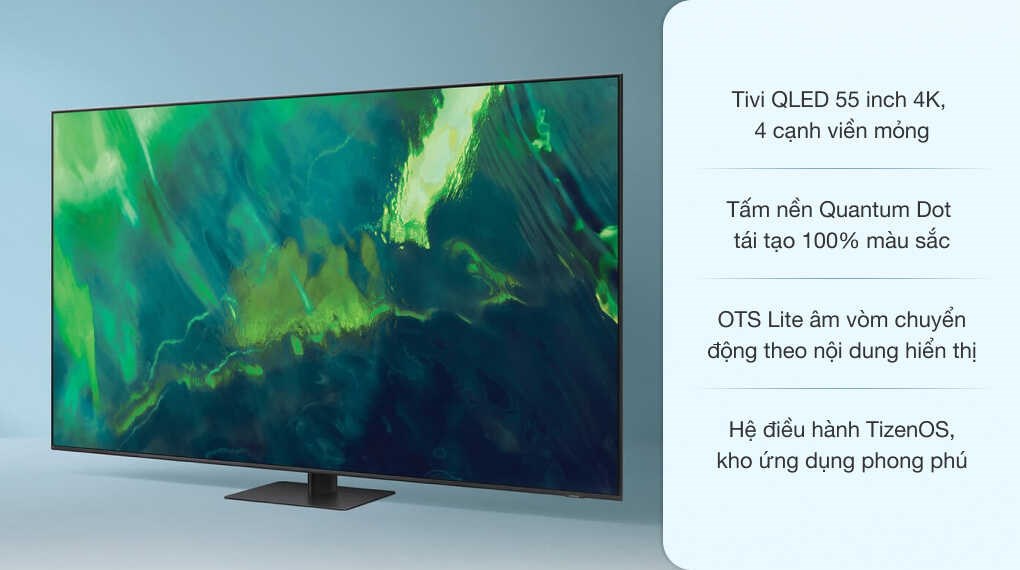 Tivi QLED 55 inch 4K,
4 cạnh viền mỏng
Tấm nền Quantum Dot
tái tạo 100% màu sắc
OTS Lite âm vòm chuyển
động theo nội dung hiển thị
Hệ điều hành TizenOS,
kho ứng dụng phong phú